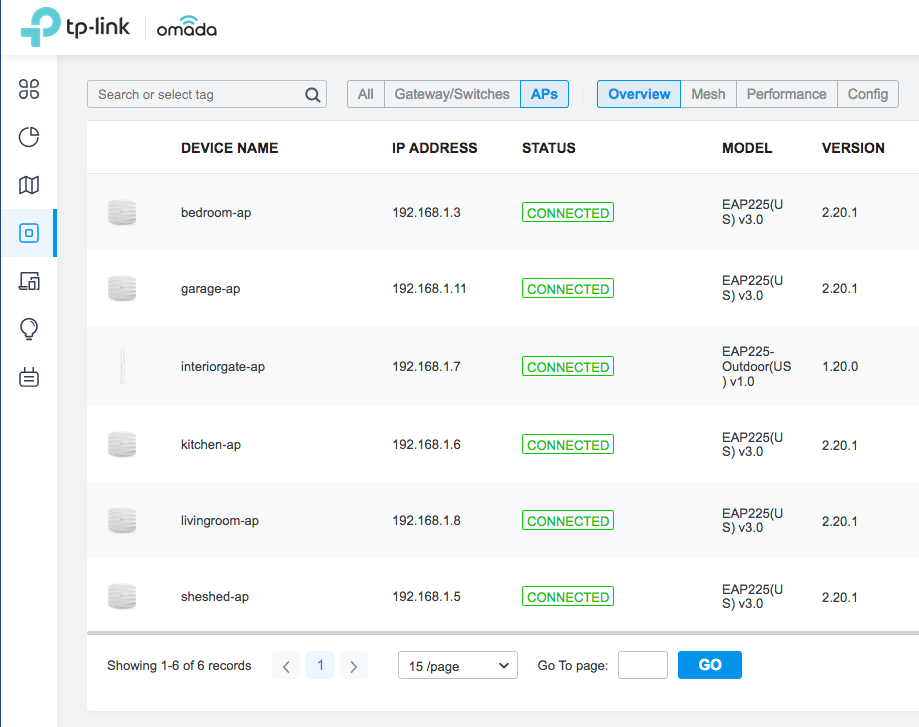 tp-link omada
Search or select tag All Gateway/Switches APs Overview Mesh Performance Config
DEVICE NAME IP ADDRESS STATUS MODEL VERSION
bedroom-ap 192.168.1.3 CONNECTED EAP225(U
S) v3.0 2.20.1
garage-ap 192.168.1.11 CONNECTED EAP225(U
S) v3.0 2.20.1
interiorgate-ap 192.168.1.7 CONNECTED EAP225-
Outdoor(US
) v1.0 1.20.0
kitchen-ap 192.168.1.6 CONNECTED EAP225(U
S) v3.0 2.20.1
livingroom-ap 192.168.1.8 CONNECTED EAP225(U
S) v3.0 2.20.1
sheshed-ap 192.168.1.5 CONNECTED EAP225(U
S) v3.0 2.20.1
Showing 1-6 of 6 records < 1 > 15 /page Go To page: GO